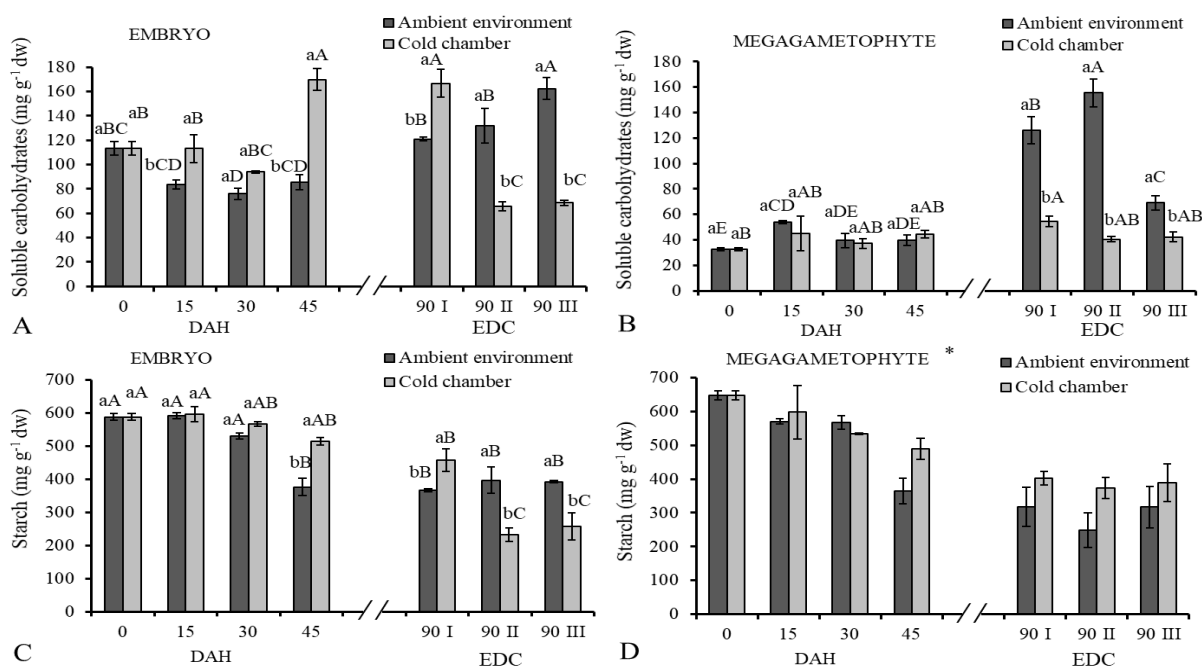 EMBRYO
Ambient environment
Cold chamber
Soluble carbohydrates (mg g-1 dw)
180
160
140
120
100
80
60
40
20
0
aBC aB
bCD aB
aD aBC
bCD aA
bB aA
aB bC
aA bC
0 15 30 45 90 I 90 II 90 III
DAH EDC
A
MEGAGAMETOPHYTE
Ambient environment
Cold chamber
Soluble carbohydrates (mg g-1 dw)
180
160
140
120
100
80
60
40
20
0
aE aB
aCD aAB
aDE aAB
aDE aAB
aB bA
aA bAB
aC bAB
0 15 30 45 90 I 90 II 90 III
DAH EDC
B
EMBRYO
Ambient environment
Cold chamber
Starch (mg g-1 dw)
700
600
500
400
300
200
100
0
aA aA
aA aA
aA aAB
bB aAB
bB aB
aB bC
aB bC
0 15 30 45 90 I 90 II 90 III
DAH EDC
C
MEGAGAMETOPHYTE *
Ambient environment
Cold chamber
Starch (mg g-1 dw)
700
600
500
400
300
200
100
0
0 15 30 45 90 I 90 II 90 III
DAH EDC
D